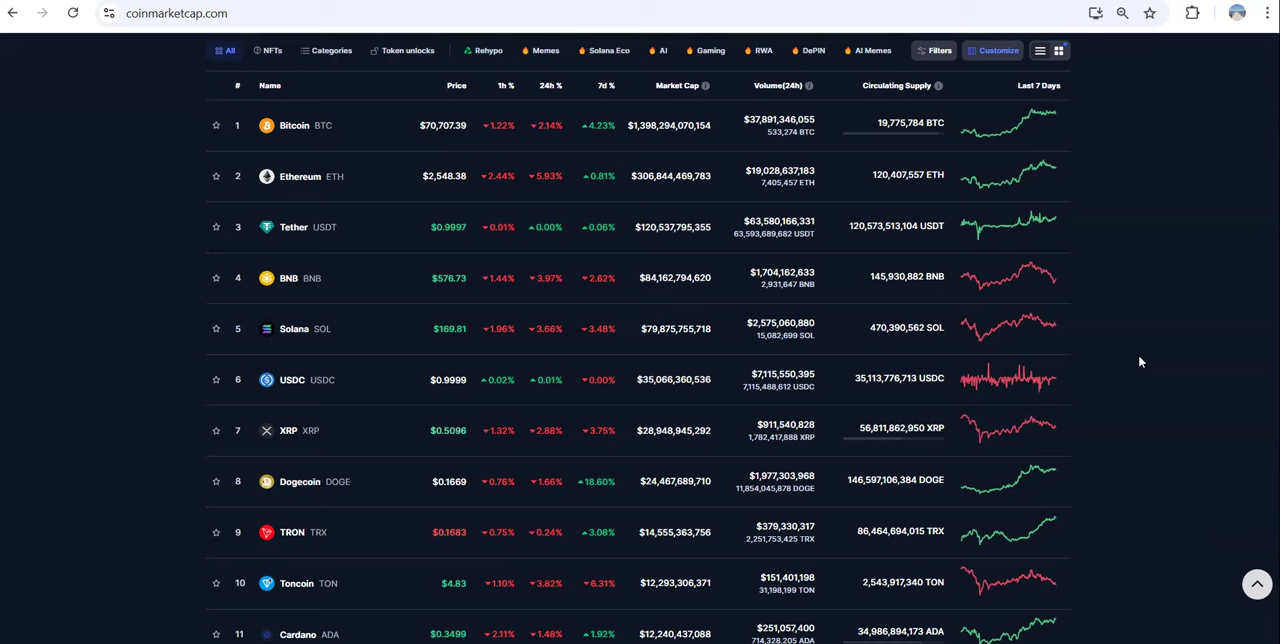 coinmarketcap.com
All NFTs Categories Token unlocks Rehypo Memes Solana Eco AI Gaming RWA DePIN AI Memes Filters Customize
# Name Price 1h % 24h % 7d % Market Cap Volume(24h) Circulating Supply Last 7 Days
1 Bitcoin BTC $70,707.39 1.22% 2.14% 4.23% $1,398,294,070,154 $37,891,346,055 19,775,784 BTC
533,274 BTC
2 Ethereum ETH $2,548.38 2.44% 5.93% 0.81% $306,844,469,783 $19,028,637,183 120,407,557 ETH
7,405,457 ETH
3 Tether USDT $0.9997 0.01% 0.00% 0.06% $120,537,795,355 $63,580,166,331 120,573,513,104 USDT
63,593,689,682 USDT
4 BNB BNB $576.73 1.44% 3.97% 2.62% $84,162,794,620 $1,704,162,633 145,930,882 BNB
2,931,647 BNB
5 Solana SOL $169.81 1.96% 3.66% 3.48% $79,875,755,718 $2,575,060,880 470,390,562 SOL
15,082,699 SOL
6 USDC USDC $0.9999 0.02% 0.01% 0.00% $35,066,360,536 $7,115,550,395 35,113,776,713 USDC
7,115,488,612 USDC
7 XRP XRP $0.5096 1.32% 2.88% 3.75% $28,948,945,292 $911,540,828 56,811,862,950 XRP
1,782,417,888 XRP
8 Dogecoin DOGE $0.1669 0.76% 1.66% 18.60% $24,467,689,710 $1,977,303,968 146,597,106,384 DOGE
11,854,045,878 DOGE
9 TRON TRX $0.1683 0.75% 0.24% 3.08% $14,555,363,756 $379,330,317 86,464,694,015 TRX
2,251,753,425 TRX
10 Toncoin TON $4.83 1.10% 3.82% 6.31% $12,293,306,371 $151,401,198 2,543,917,340 TON
31,198,199 TON
11 Cardano ADA $0.3499 2.11% 1.48% 1.92% $12,240,437,088 $251,057,400 34,986,894,173 ADA
714,328,205 ADA